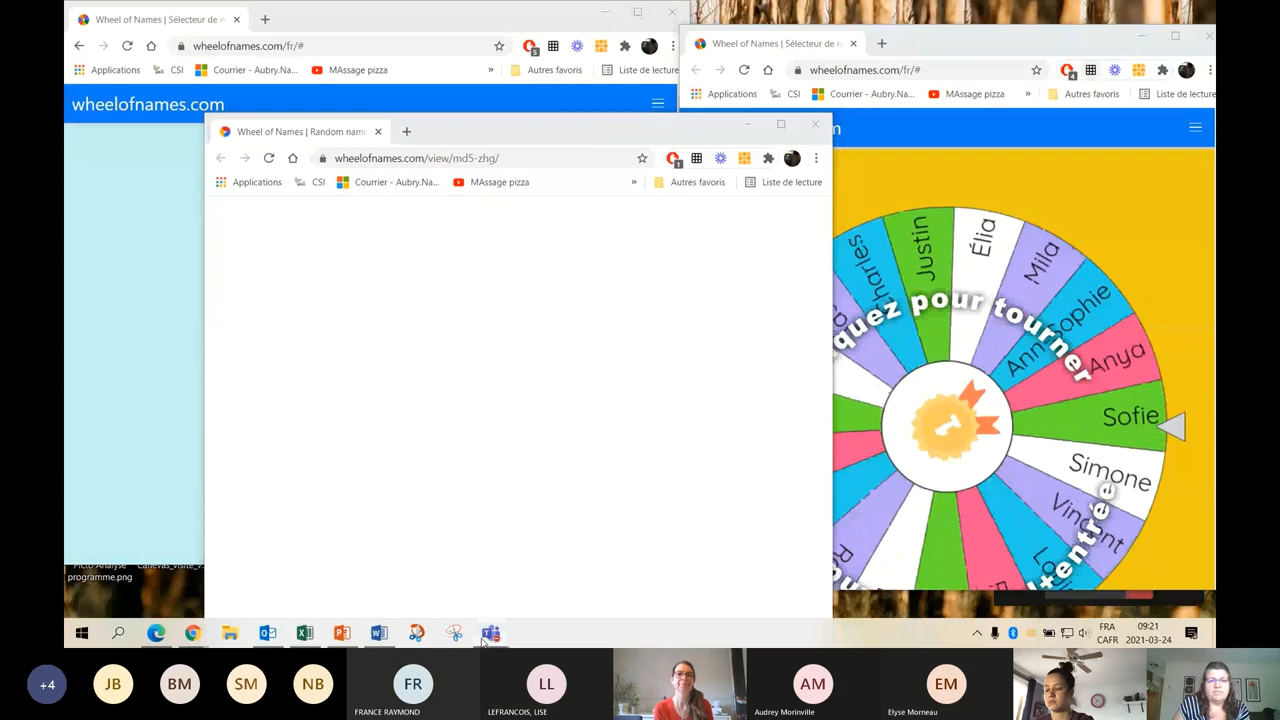 Wheel of Names | Sélecteur de n
wheelofnames.com/fr/#
Applications
CSI
Courrier - Aubry.Na...
MAssage pizza
»
Autres favoris
Liste de lecture
wheelofnames.com
Wheel of Names | Sélecteur de n
wheelofnames.com/fr/#
Applications
CSI
Courrier - Aubry.Na...
MAssage pizza
»
Autres favoris
Liste de lecture
m
Wheel of Names | Random name
wheelofnames.com/view/md5-zhg/
Applications
CSI
Courrier - Aubry.Na...
MAssage pizza
»
Autres favoris
Liste de lecture
harles
Justin
Élia
Mila
Ann-Sophie
Anya
Sofie
Simone
Vincent
quez pour tourner
ltentrée
programme.png
Canevas_visite_v...
FRA
CAFR
09:21
2021-03-24
+4
JB
BM
SM
NB
FR
FRANCE RAYMOND
LL
LEFRANCOIS, LISE
AM
Audrey Morinville
EM
Elyse Morneau